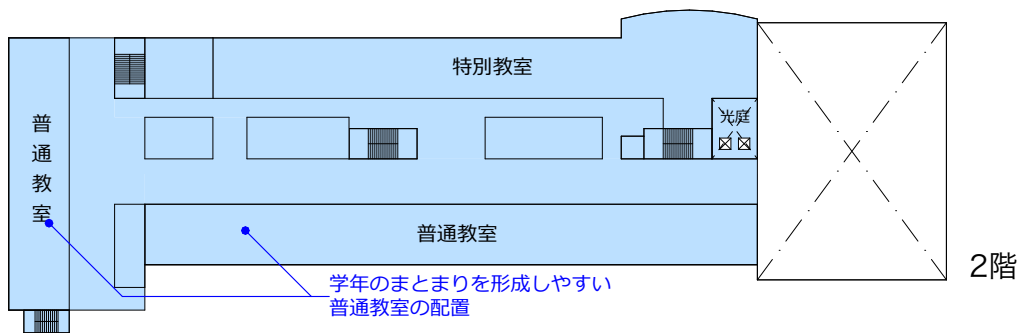 特別教室
光庭
普通教室
普通教室
2階
学年のまとまりを形成しやすい
普通教室の配置